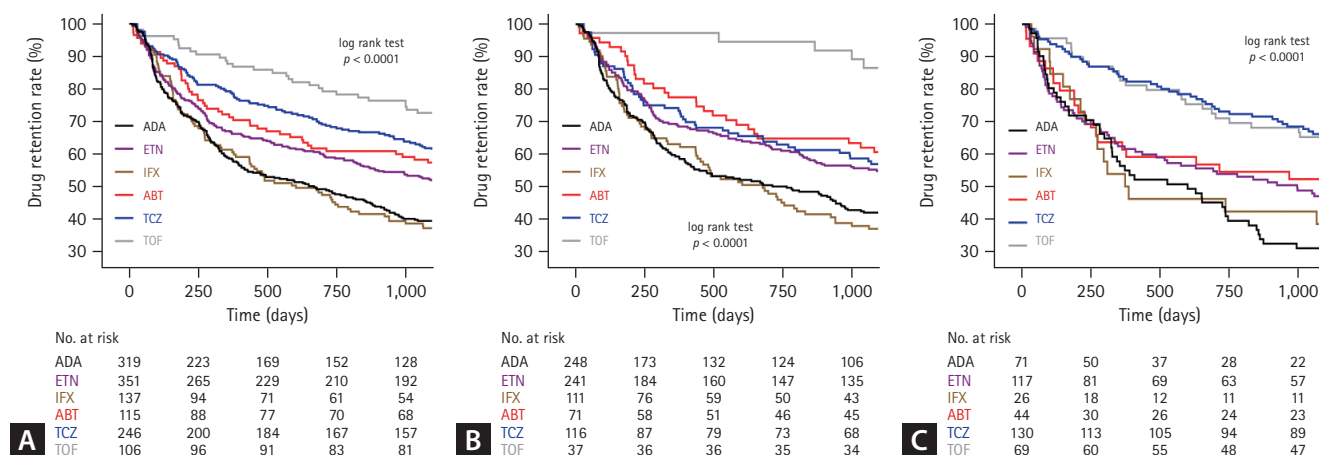 Drug retention rate (%)
100
90
80
70
60
50
40
30
log rank test
p < 0.0001
ADA
ETN
IFX
ABT
TCZ
TOF
0 250 500 750 1,000
Time (days)
No. at risk
ADA 319 223 169 152 128
ETN 351 265 229 210 192
IFX 137 94 71 61 54
ABT 115 88 77 70 68
TCZ 246 200 184 167 157
TOF 106 96 91 83 81
A
Drug retention rate (%)
100
90
80
70
60
50
40
30
ADA
ETN
IFX
ABT
TCZ
TOF
log rank test
p < 0.0001
0 250 500 750 1,000
Time (days)
No. at risk
ADA 248 173 132 124 106
ETN 241 184 160 147 135
IFX 111 76 59 50 43
ABT 71 58 51 46 45
TCZ 116 87 79 73 68
TOF 37 36 36 35 34
B
Drug retention rate (%)
100
90
80
70
60
50
40
30
log rank test
p < 0.0001
ADA
ETN
IFX
ABT
TCZ
TOF
0 250 500 750 1,000
Time (days)
No. at risk
ADA 71 50 37 28 22
ETN 117 81 69 63 57
IFX 26 18 12 11 11
ABT 44 30 26 24 23
TCZ 130 113 105 94 89
TOF 69 60 55 48 47
C